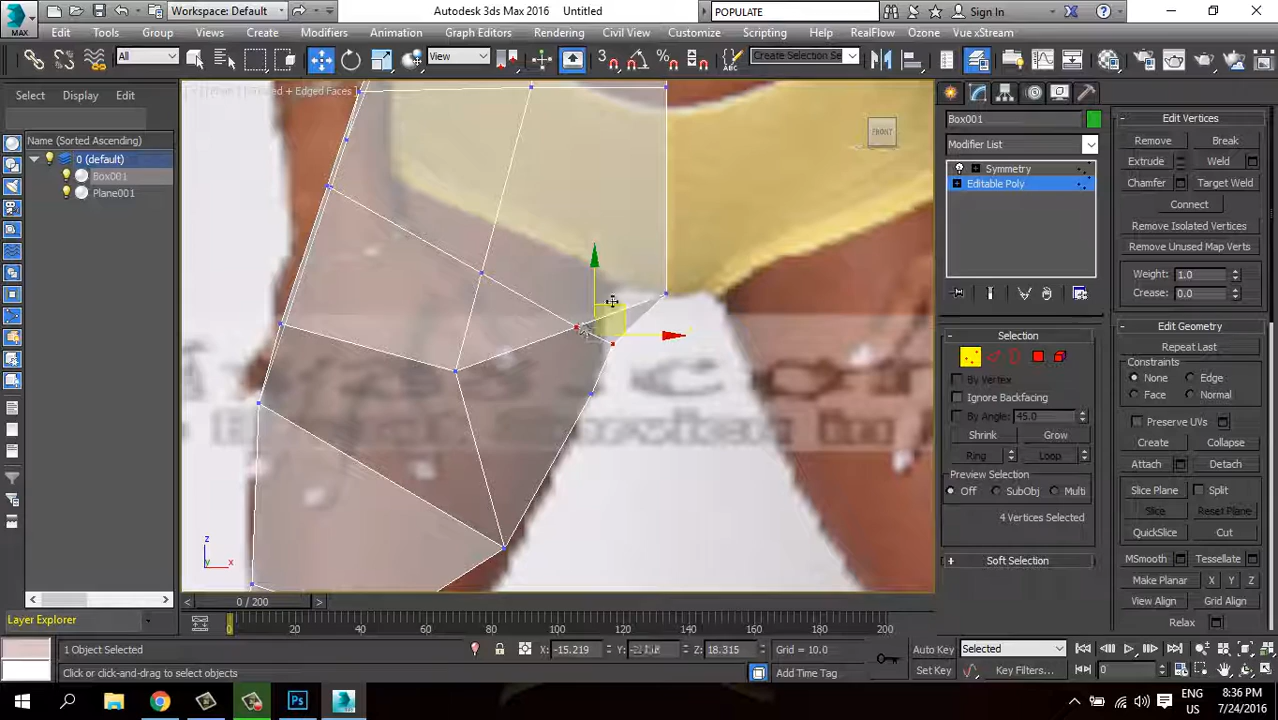 MAX
Workspace: Default
Autodesk 3ds Max 2016 Untitled
POPULATE
Sign In
Edit Tools Group Views Create Modifiers Animation Graph Editors Rendering Civil View Customize Scripting Help RealFlow Ozone Vue xStream
All
View
Create Selection Se
Select Display Edit
Name (Sorted Ascending)
0 (default)
Box001
Plane001
+ Edged Faces ]
FRONT
z
y
x
Box001
Modifier List
Symmetry
Editable Poly
Selection
By Vertex
Ignore Backfacing
By Angle: 45.0
Shrink Grow
Ring Loop
Preview Selection
Off SubObj Multi
4 Vertices Selected
Soft Selection
Edit Vertices
Remove Break
Extrude Weld
Chamfer Target Weld
Connect
Remove Isolated Vertices
Remove Unused Map Verts
Weight: 1.0
Crease: 0.0
Edit Geometry
Repeat Last
Constraints
None Edge
Face Normal
Preserve UVs
Create Collapse
Attach Detach
Slice Plane Split
Slice Reset Plane
QuickSlice Cut
MSmooth Tessellate
Make Planar X Y Z
View Align Grid Align
Relax
0 / 200
Layer Explorer
0 20 40 60 80 100 120 140 160 180 200
1 Object Selected
X: -15.219 Y: Z: 18.315 Grid = 10.0
Click or click-and-drag to select objects
Add Time Tag
Auto Key Selected
Set Key Key Filters...
0
ENG
US
8:36 PM
7/24/2016